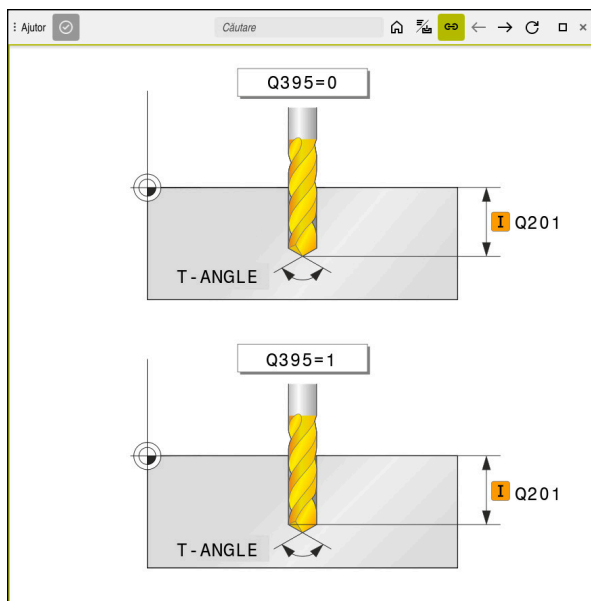 Ajutor
Căutare
Q395=0
I Q201
T-ANGLE
Q395=1
I Q201
T-ANGLE